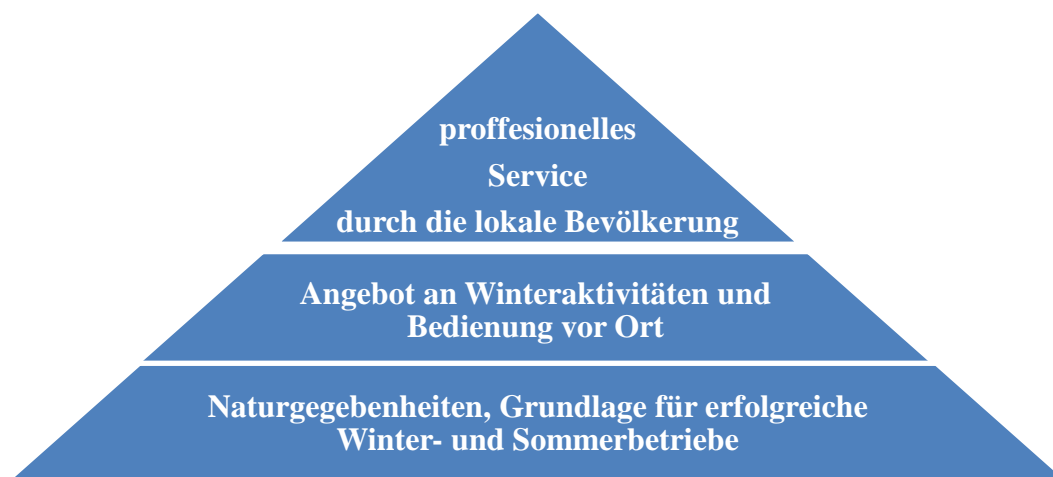 proffesionelles
Service
durch die lokale Bevölkerung
Angebot an Winteraktivitäten und
Bedienung vor Ort
Naturgegebenheiten, Grundlage für erfolgreiche
Winter- und Sommerbetriebe